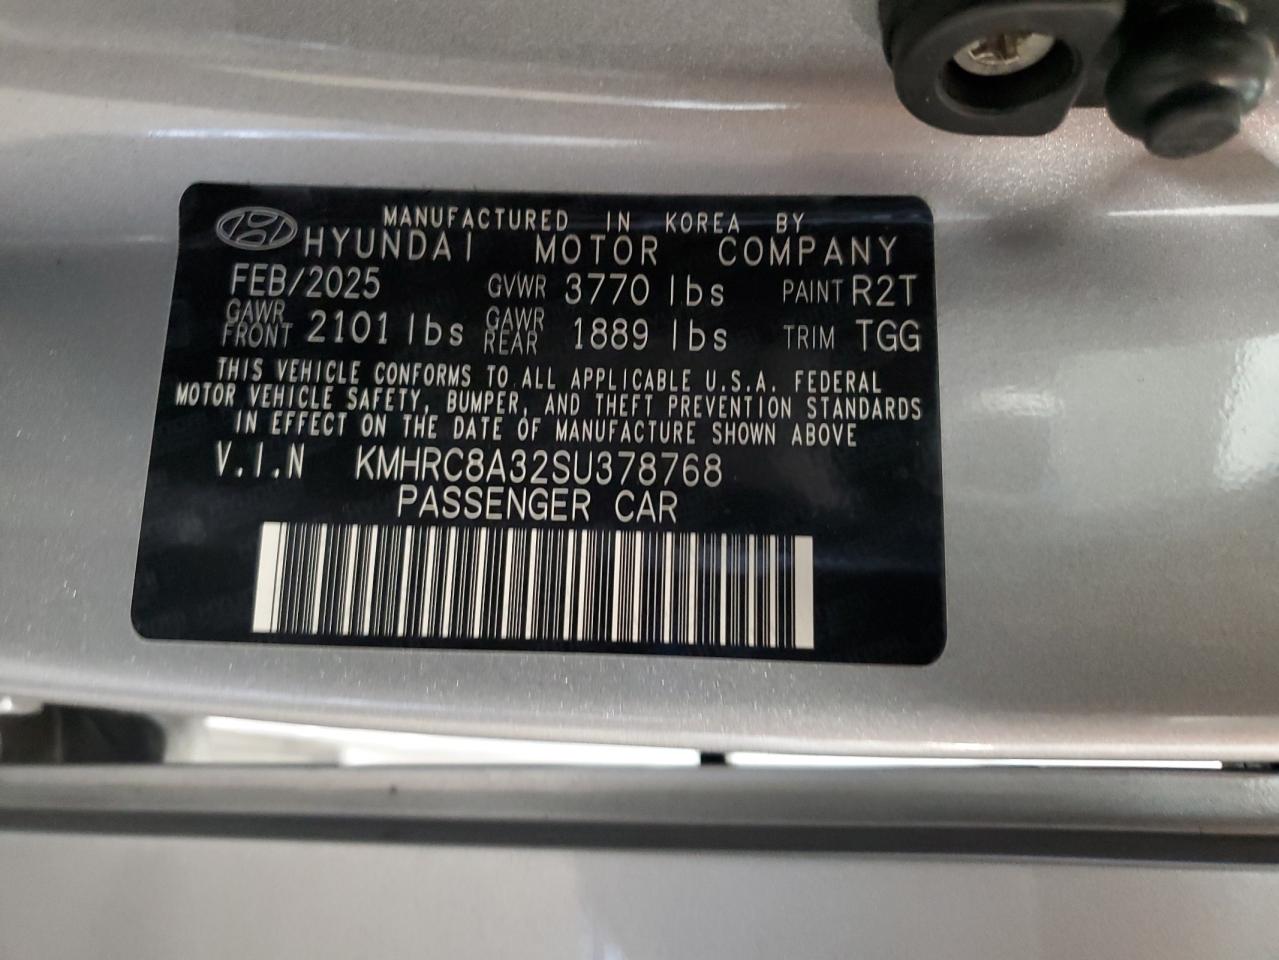 MANUFACTURED IN KOREA BY
HYUNDAI MOTOR COMPANY
FEB/2025 GVWR 3770 lbs PAINT R2T
GAWR FRONT 2101 lbs GAWR REAR 1889 lbs TRIM TGG
THIS VEHICLE CONFORMS TO ALL APPLICABLE U.S.A. FEDERAL
MOTOR VEHICLE SAFETY, BUMPER, AND THEFT PREVENTION STANDARDS
IN EFFECT ON THE DATE OF MANUFACTURE SHOWN ABOVE
V.I.N KMHRC8A32SU378768
PASSENGER CAR